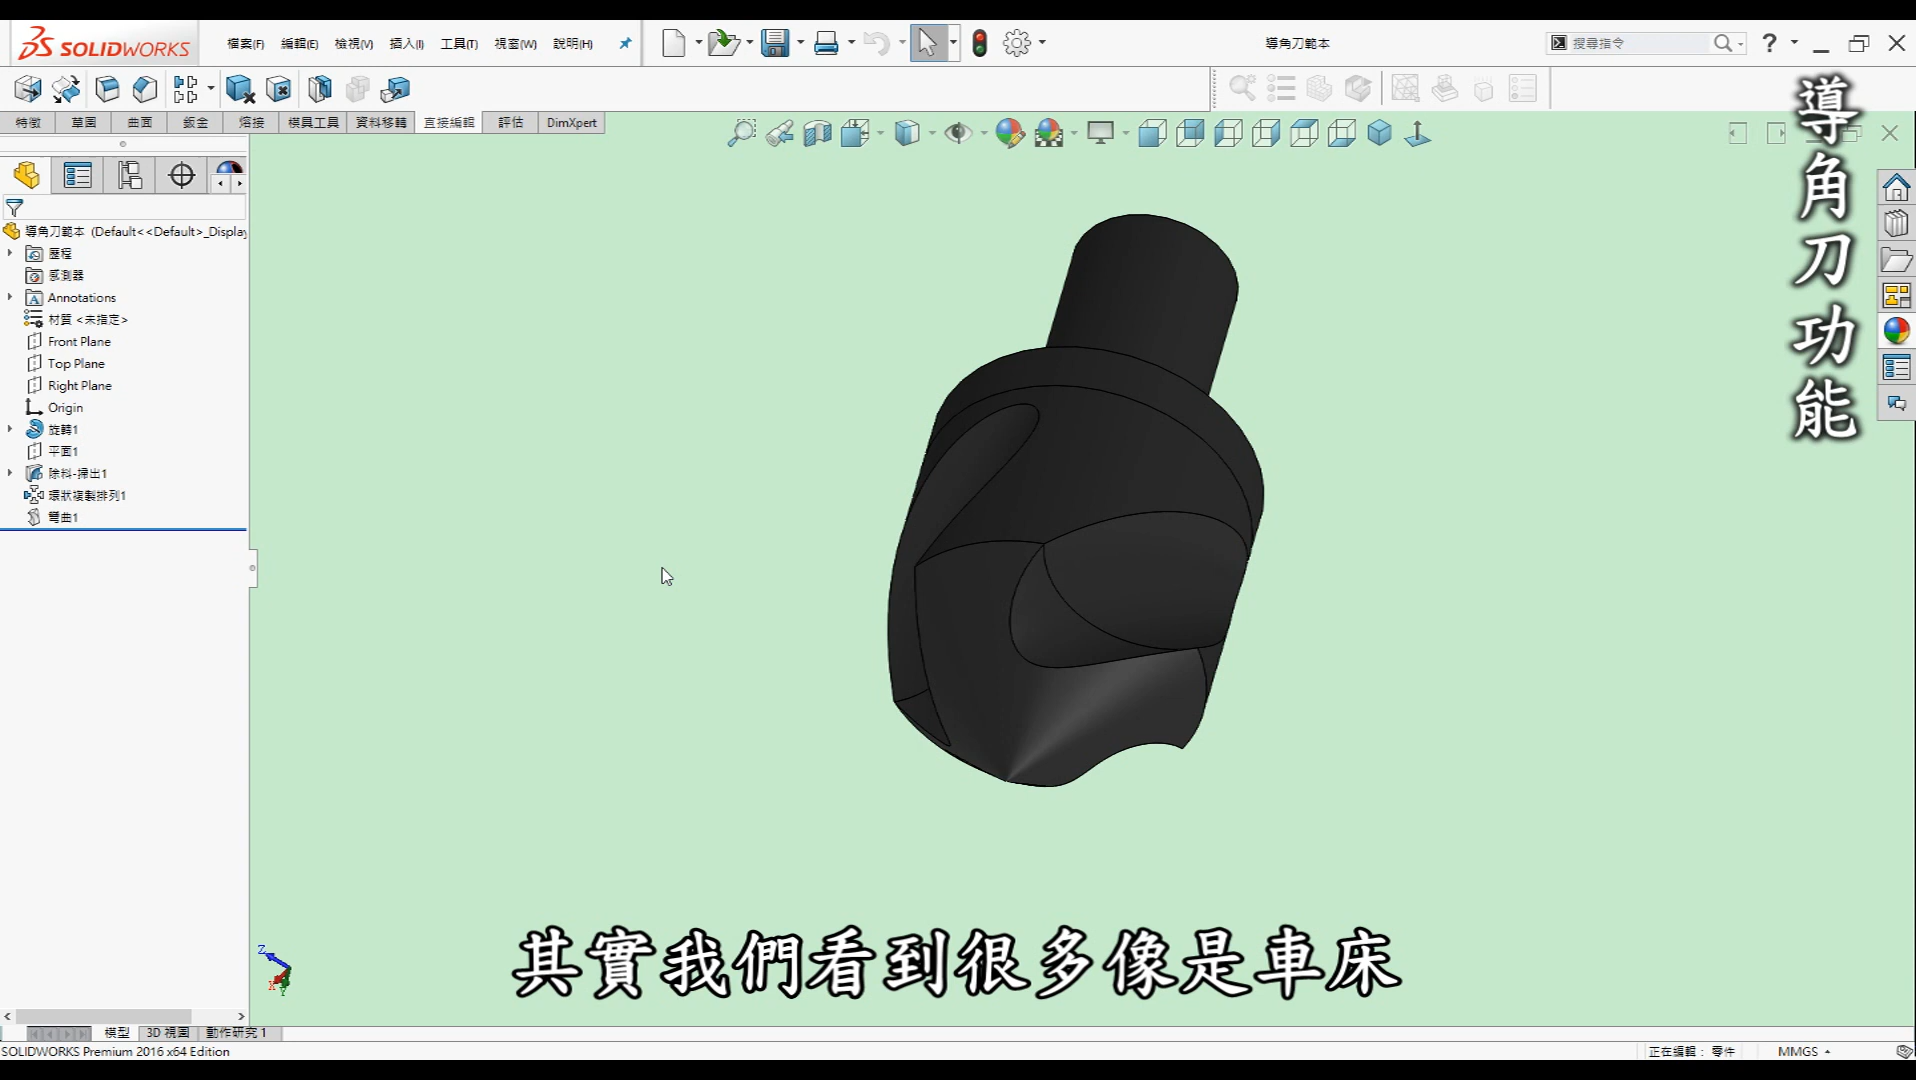 SOLIDWORKS
檔案(F) 編輯(E) 檢視(V) 插入(I) 工具(T) 視窗(W) 說明(H)
導角刀範本
搜尋指令
特徵 草圖 曲面 鈑金 熔接 模具工具 資料移轉 直接編輯 評估 DimXpert
導角刀範本 (Default<<Default>_Display
歷程
感測器
Annotations
材質 <未指定>
Front Plane
Top Plane
Right Plane
Origin
旋轉1
平面1
除料-掃出1
環狀複製排列1
彎曲1
導角刀功能
Z
X
Y
其實我們看到很多像是車床
模型 3D 視圖 動作研究 1
SOLIDWORKS Premium 2016 x64 Edition
正在編輯： 零件
MMGS